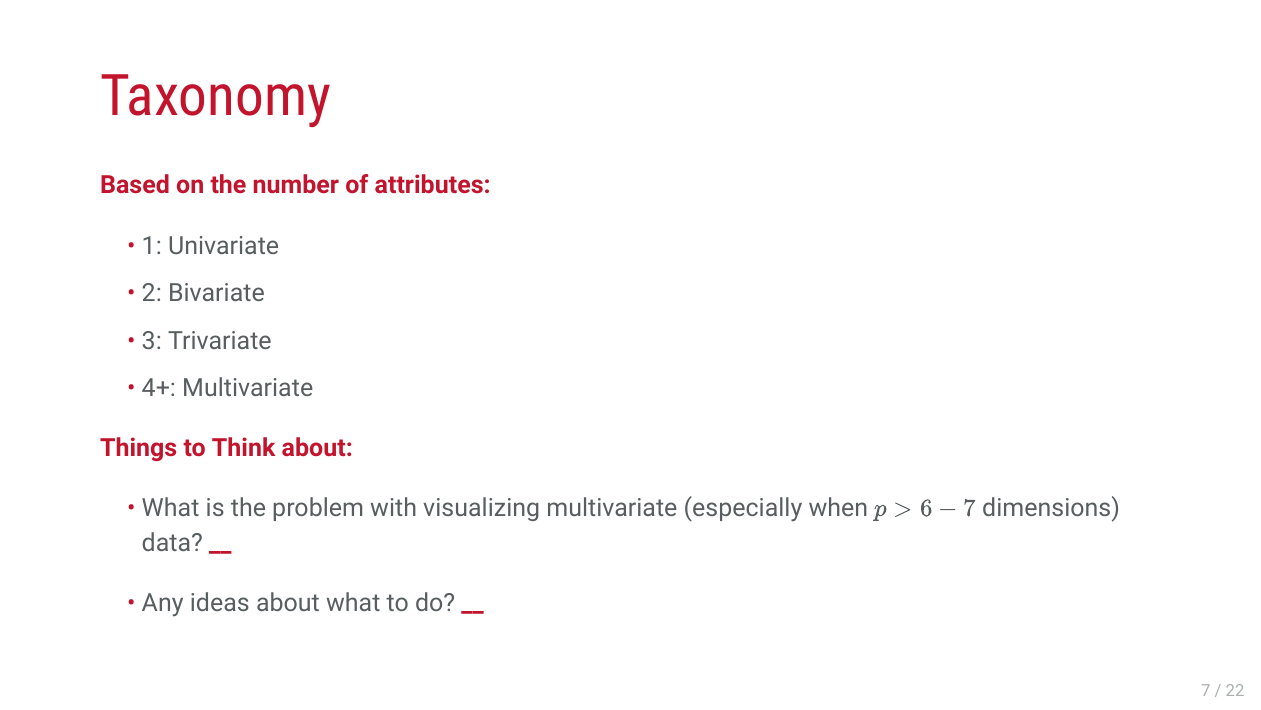 Taxonomy
Based on the number of attributes:
• 1: Univariate
• 2: Bivariate
• 3: Trivariate
• 4+: Multivariate
Things to Think about:
• What is the problem with visualizing multivariate (especially when p > 6 − 7 dimensions)
data? __
• Any ideas about what to do? __
7 / 22